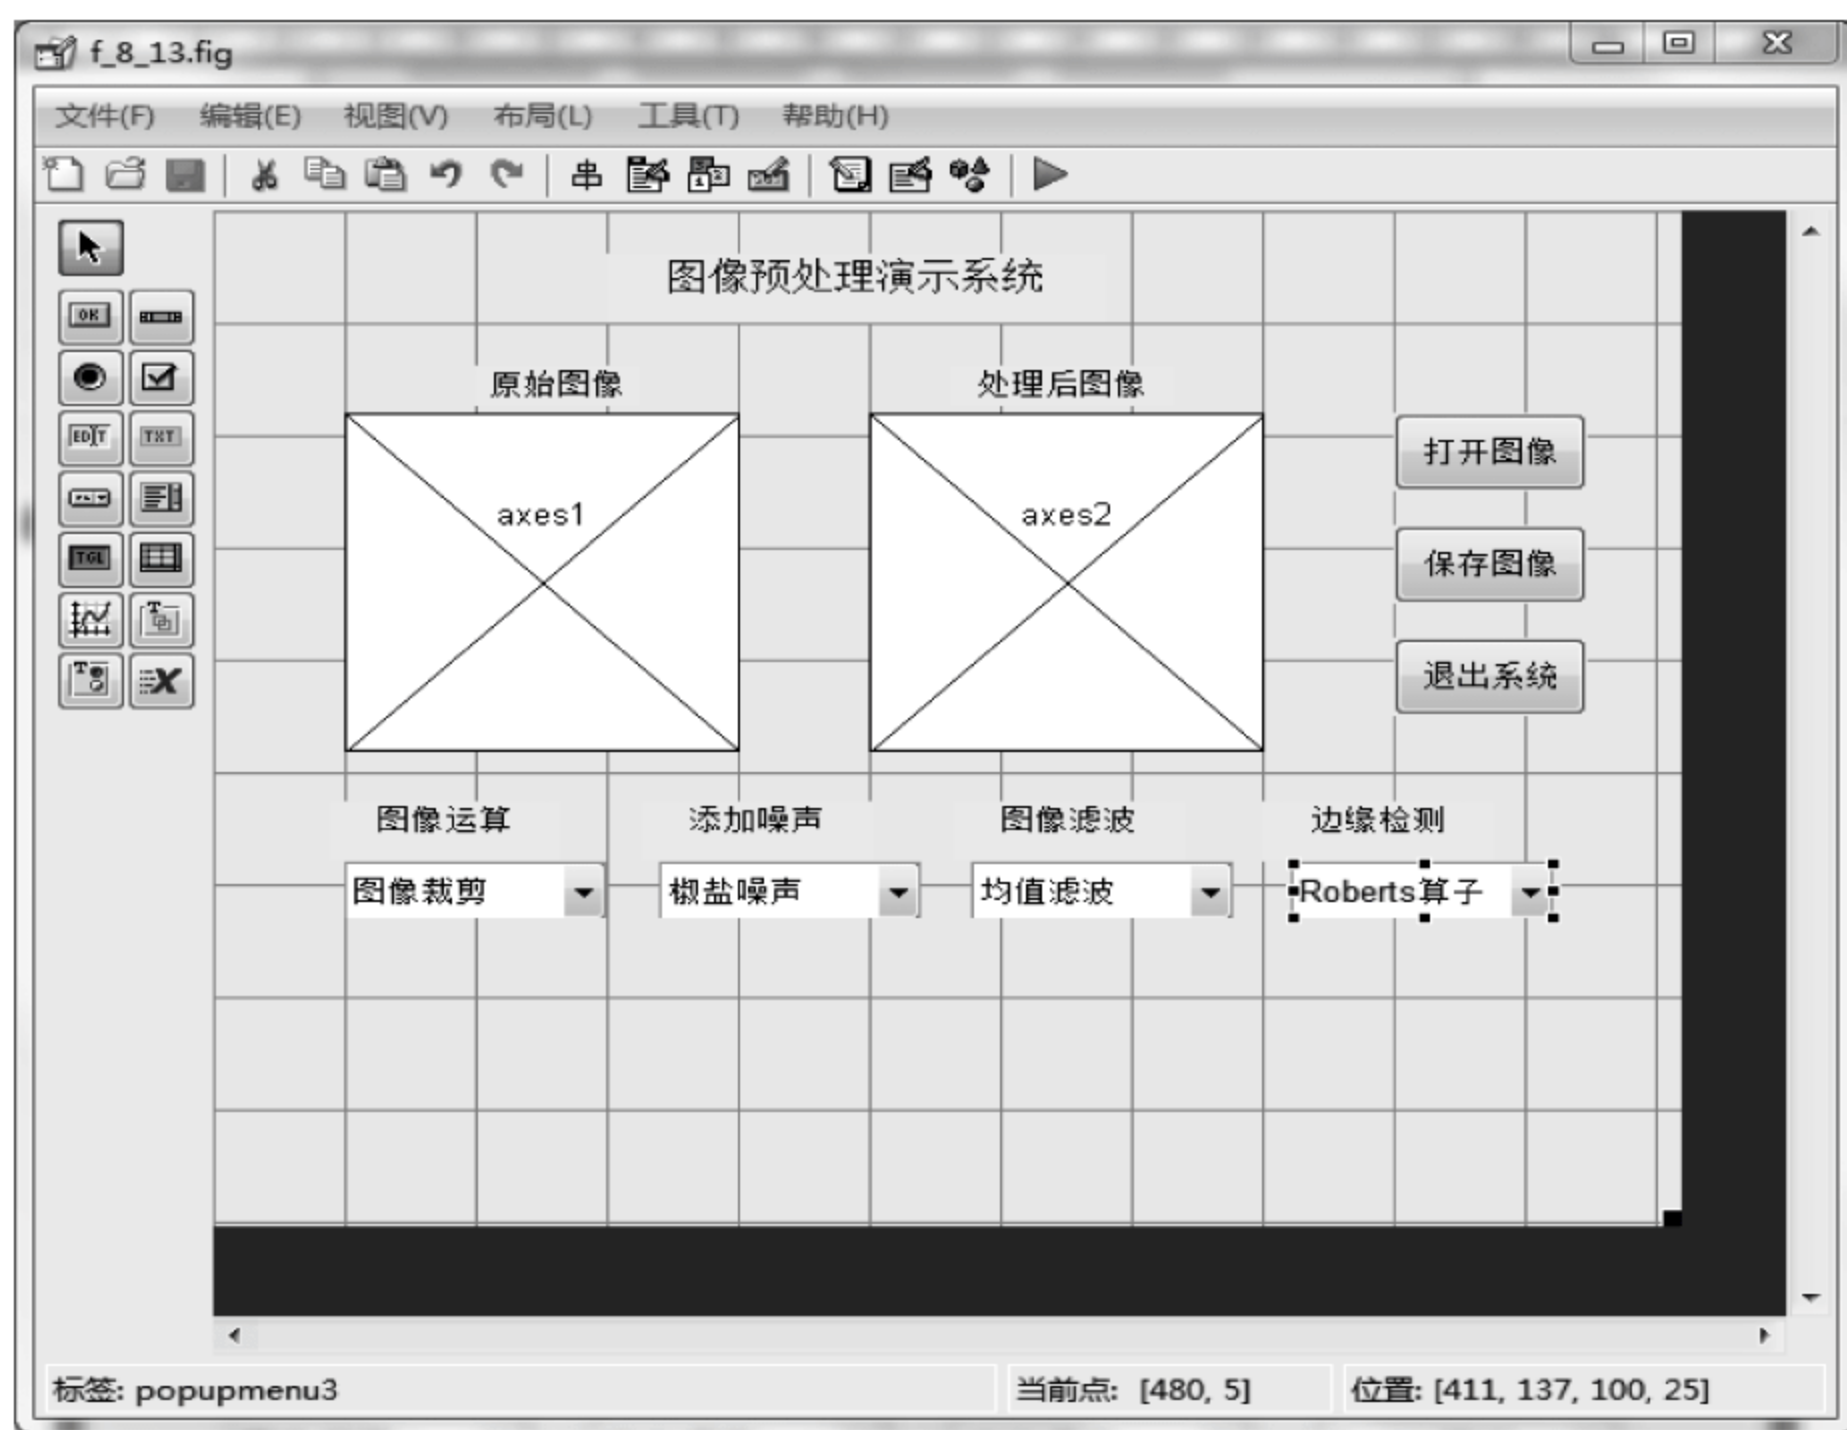 f_8_13.fig
文件(F) 编辑(E) 视图(V) 布局(L) 工具(T) 帮助(H)
OK
EDIT TXT
TGL
图像预处理演示系统
原始图像 处理后图像
axes1 axes2
打开图像
保存图像
退出系统
图像运算 添加噪声 图像滤波 边缘检测
图像裁剪 椒盐噪声 均值滤波 Roberts算子
标签: popupmenu3 当前点: [480, 5] 位置: [411, 137, 100, 25]